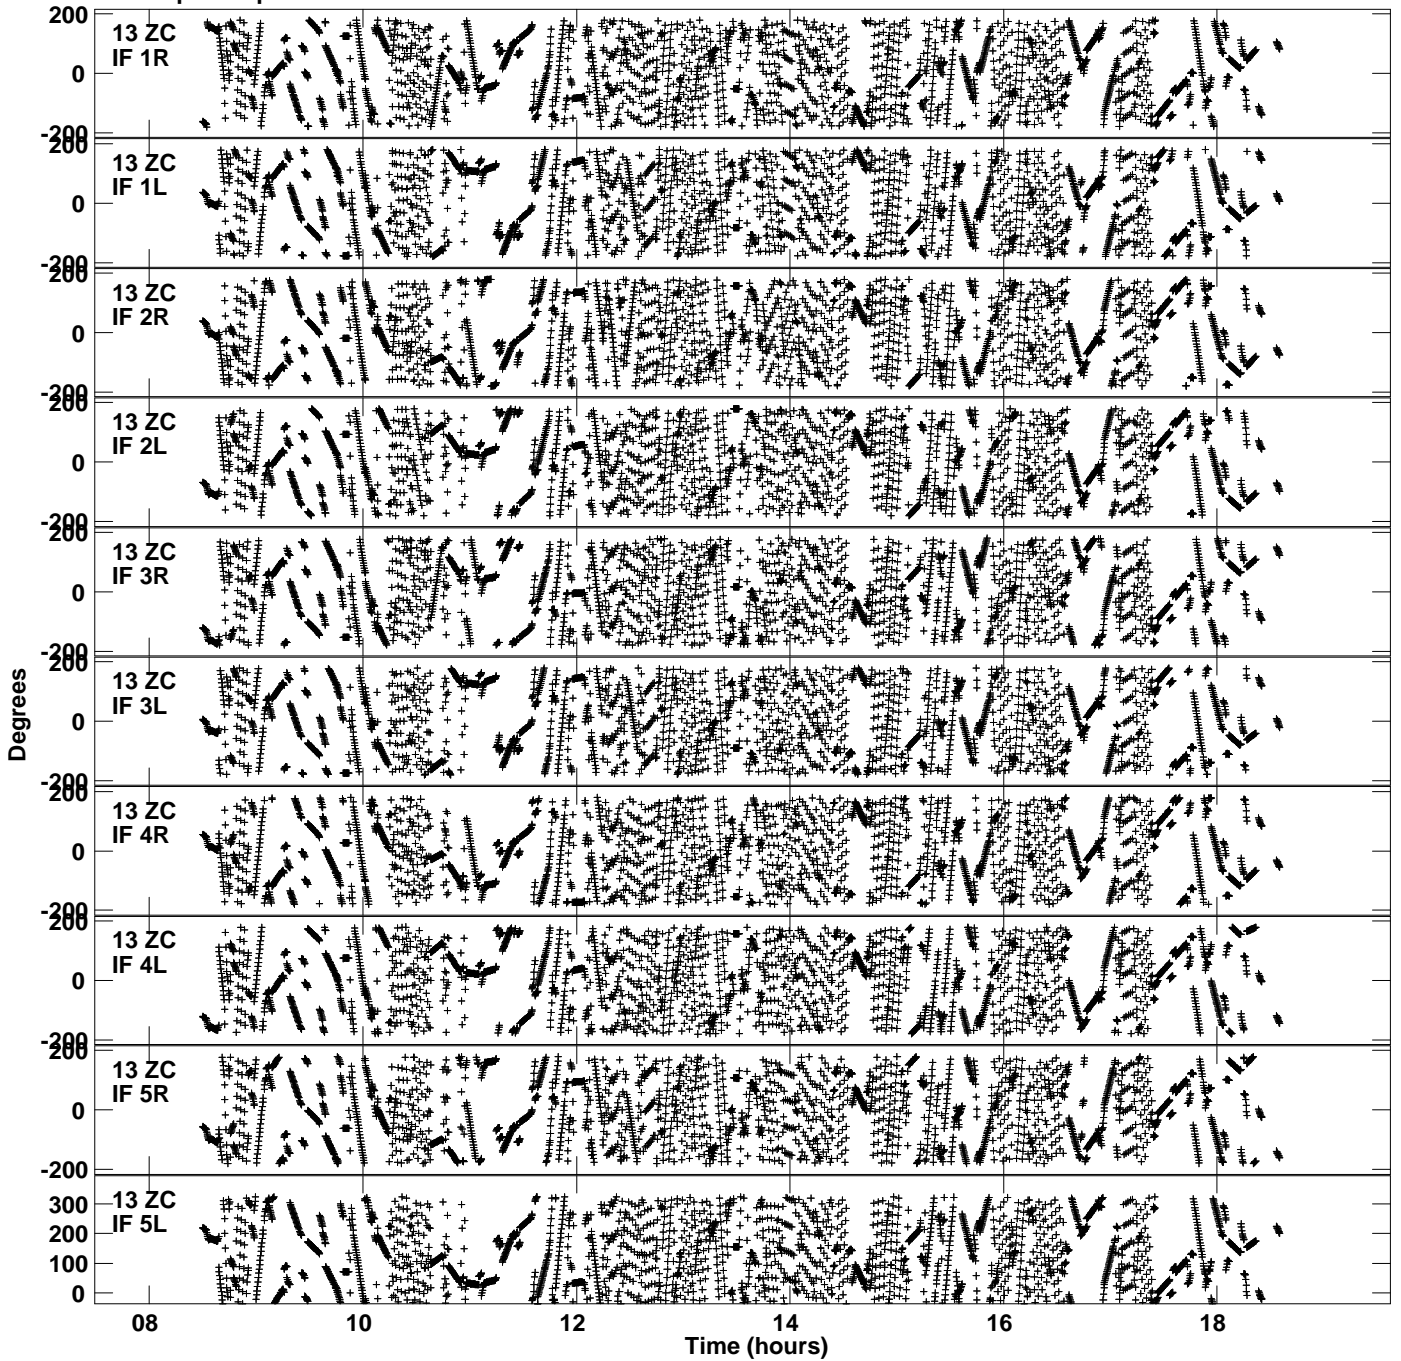 200
13 ZC
IF 1R
0
-200
200
13 ZC
IF 1L
0
-200
200
13 ZC
IF 2R
0
-200
200
13 ZC
IF 2L
0
-200
200
13 ZC
IF 3R
0
-200
200
13 ZC
IF 3L
0
-200
200
13 ZC
IF 4R
0
-200
200
13 ZC
IF 4L
0
-200
200
13 ZC
IF 5R
0
-200
13 ZC
IF 5L
300
200
100
0
Degrees
08 10 12 14 16 18
Time (hours)